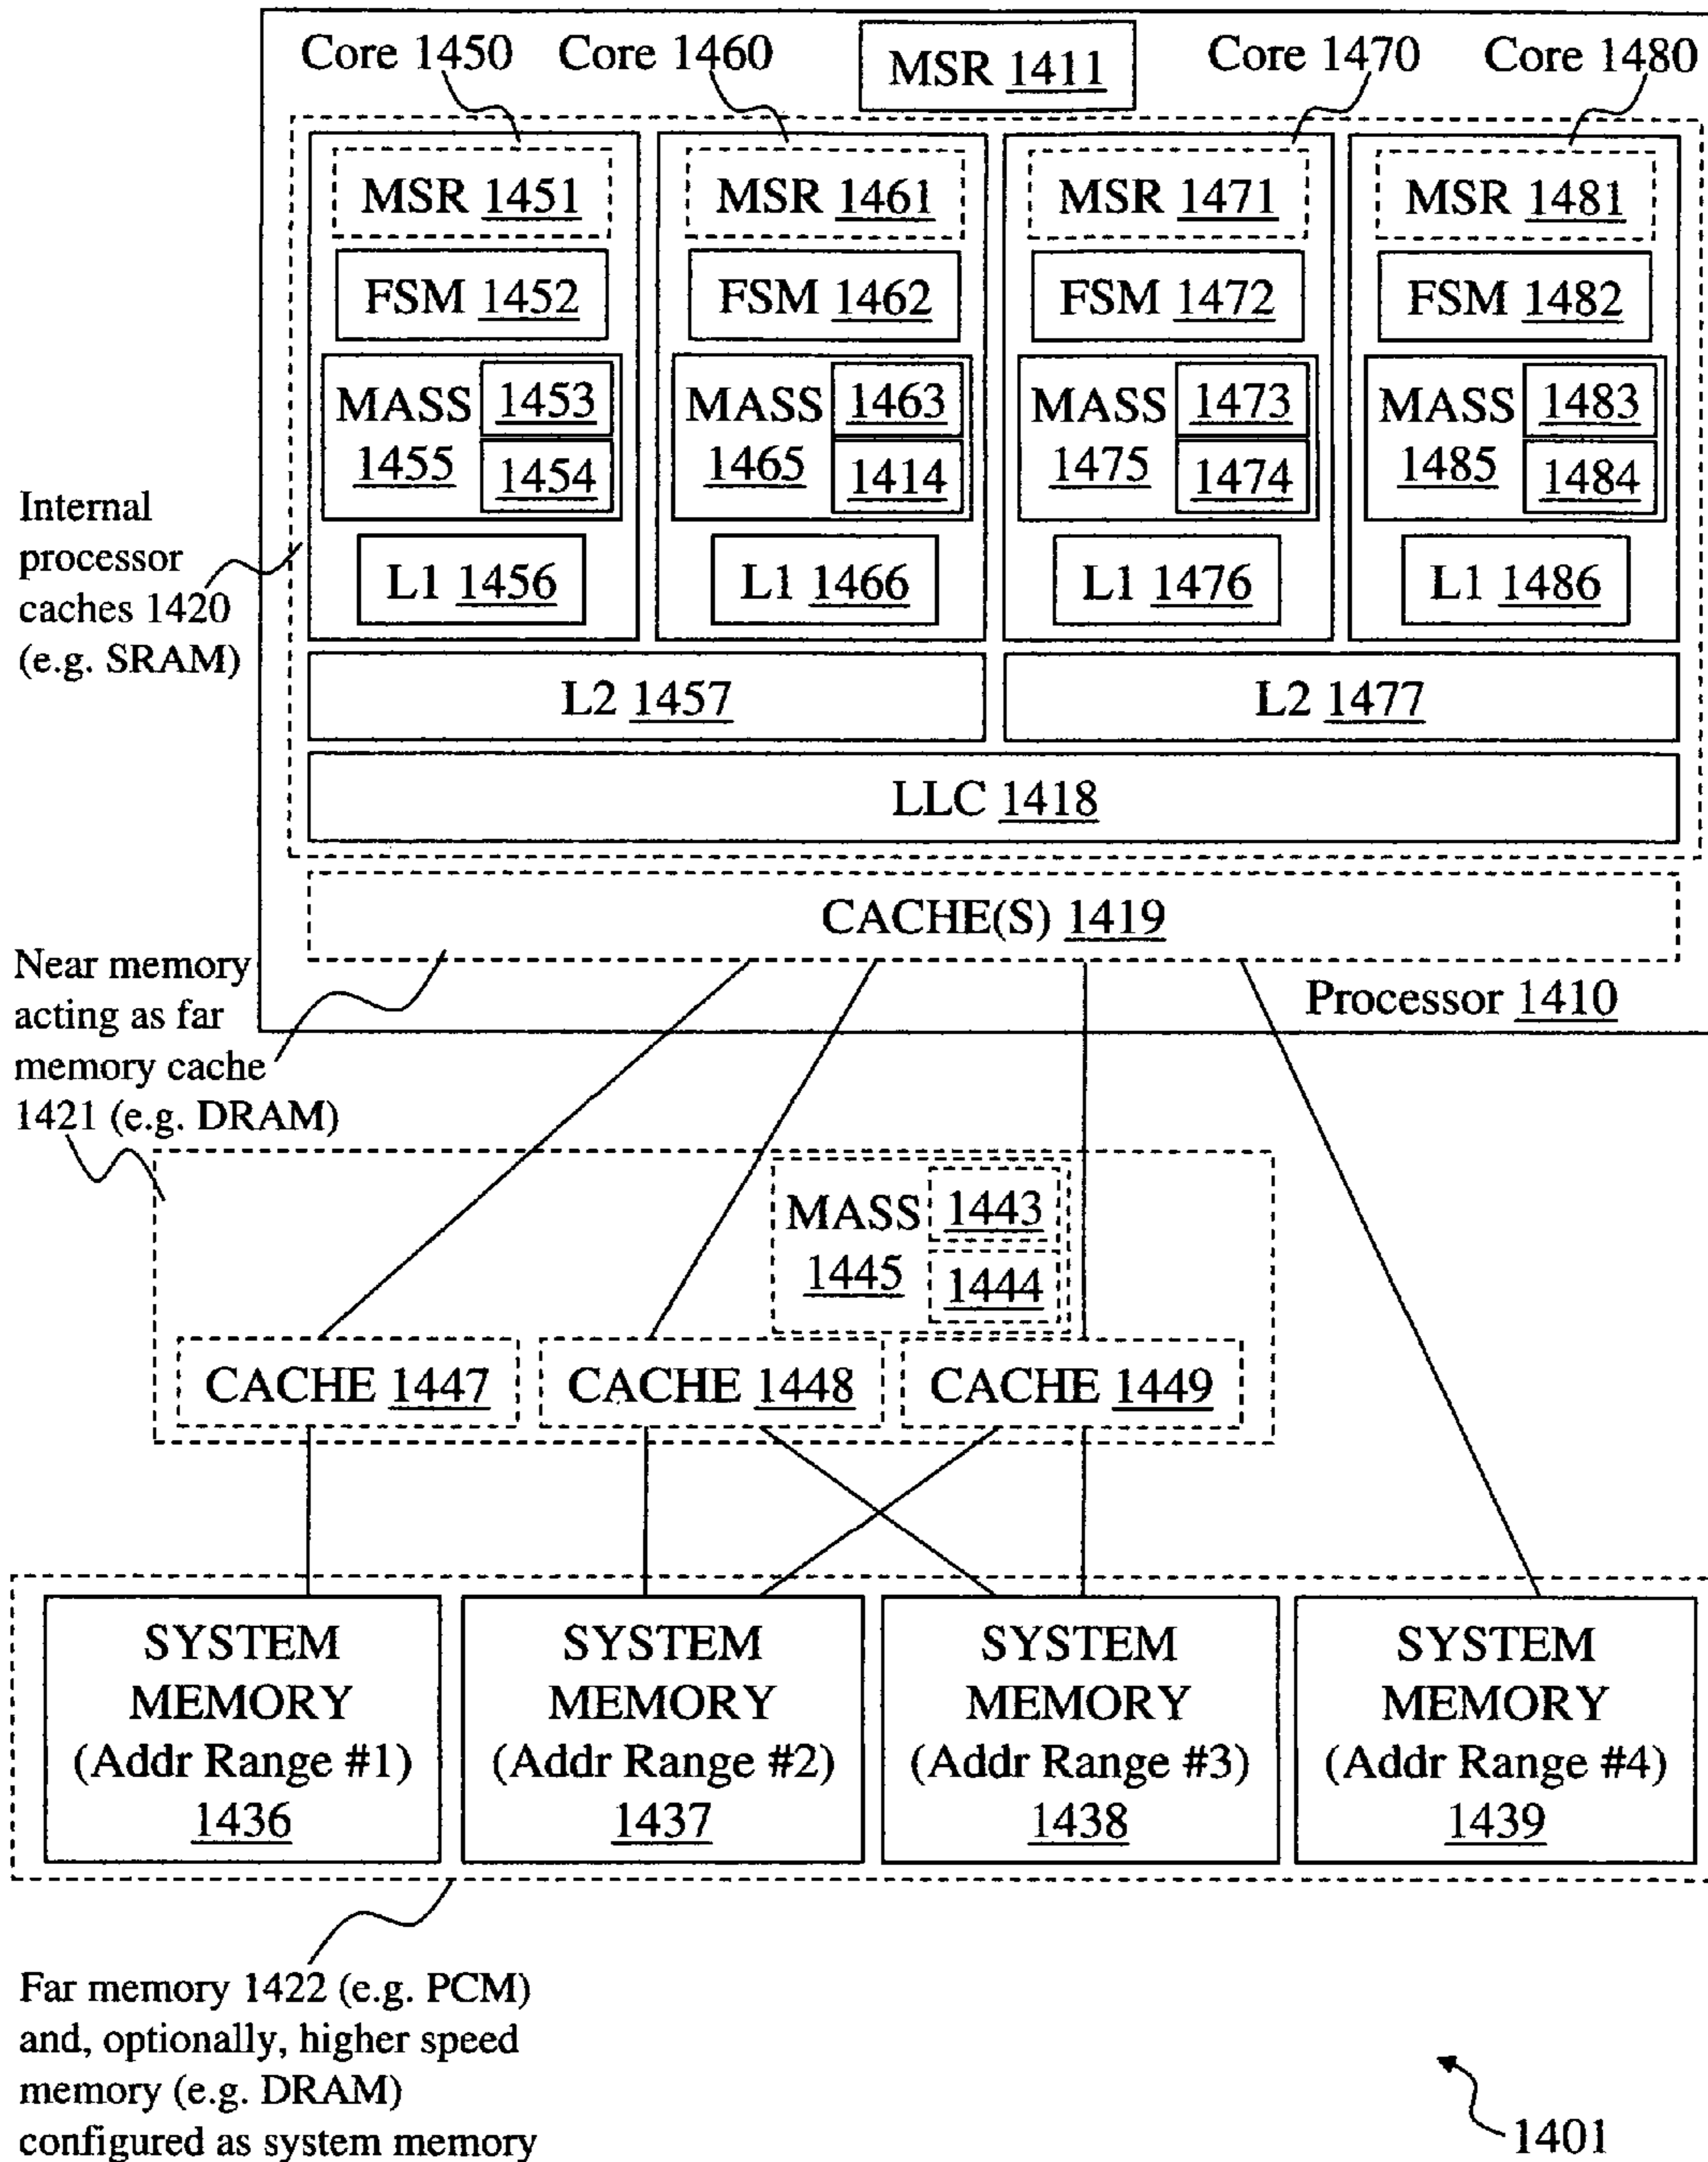 Core 1450 Core 1460 MSR 1411 Core 1470 Core 1480
MSR 1451 MSR 1461 MSR 1471 MSR 1481
FSM 1452 FSM 1462 FSM 1472 FSM 1482
MASS 1453 MASS 1463 MASS 1473 MASS 1483
1455 1454 1465 1414 1475 1474 1485 1484
L1 1456 L1 1466 L1 1476 L1 1486
Internal
processor
caches 1420
(e.g. SRAM)
L2 1457 L2 1477
LLC 1418
CACHE(S) 1419
Processor 1410
Near memory
acting as far
memory cache
1421 (e.g. DRAM)
MASS 1443
1445 1444
CACHE 1447 CACHE 1448 CACHE 1449
SYSTEM SYSTEM SYSTEM SYSTEM
MEMORY MEMORY MEMORY MEMORY
(Addr Range #1) (Addr Range #2) (Addr Range #3) (Addr Range #4)
1436 1437 1438 1439
Far memory 1422 (e.g. PCM)
and, optionally, higher speed
memory (e.g. DRAM)
configured as system memory
1401